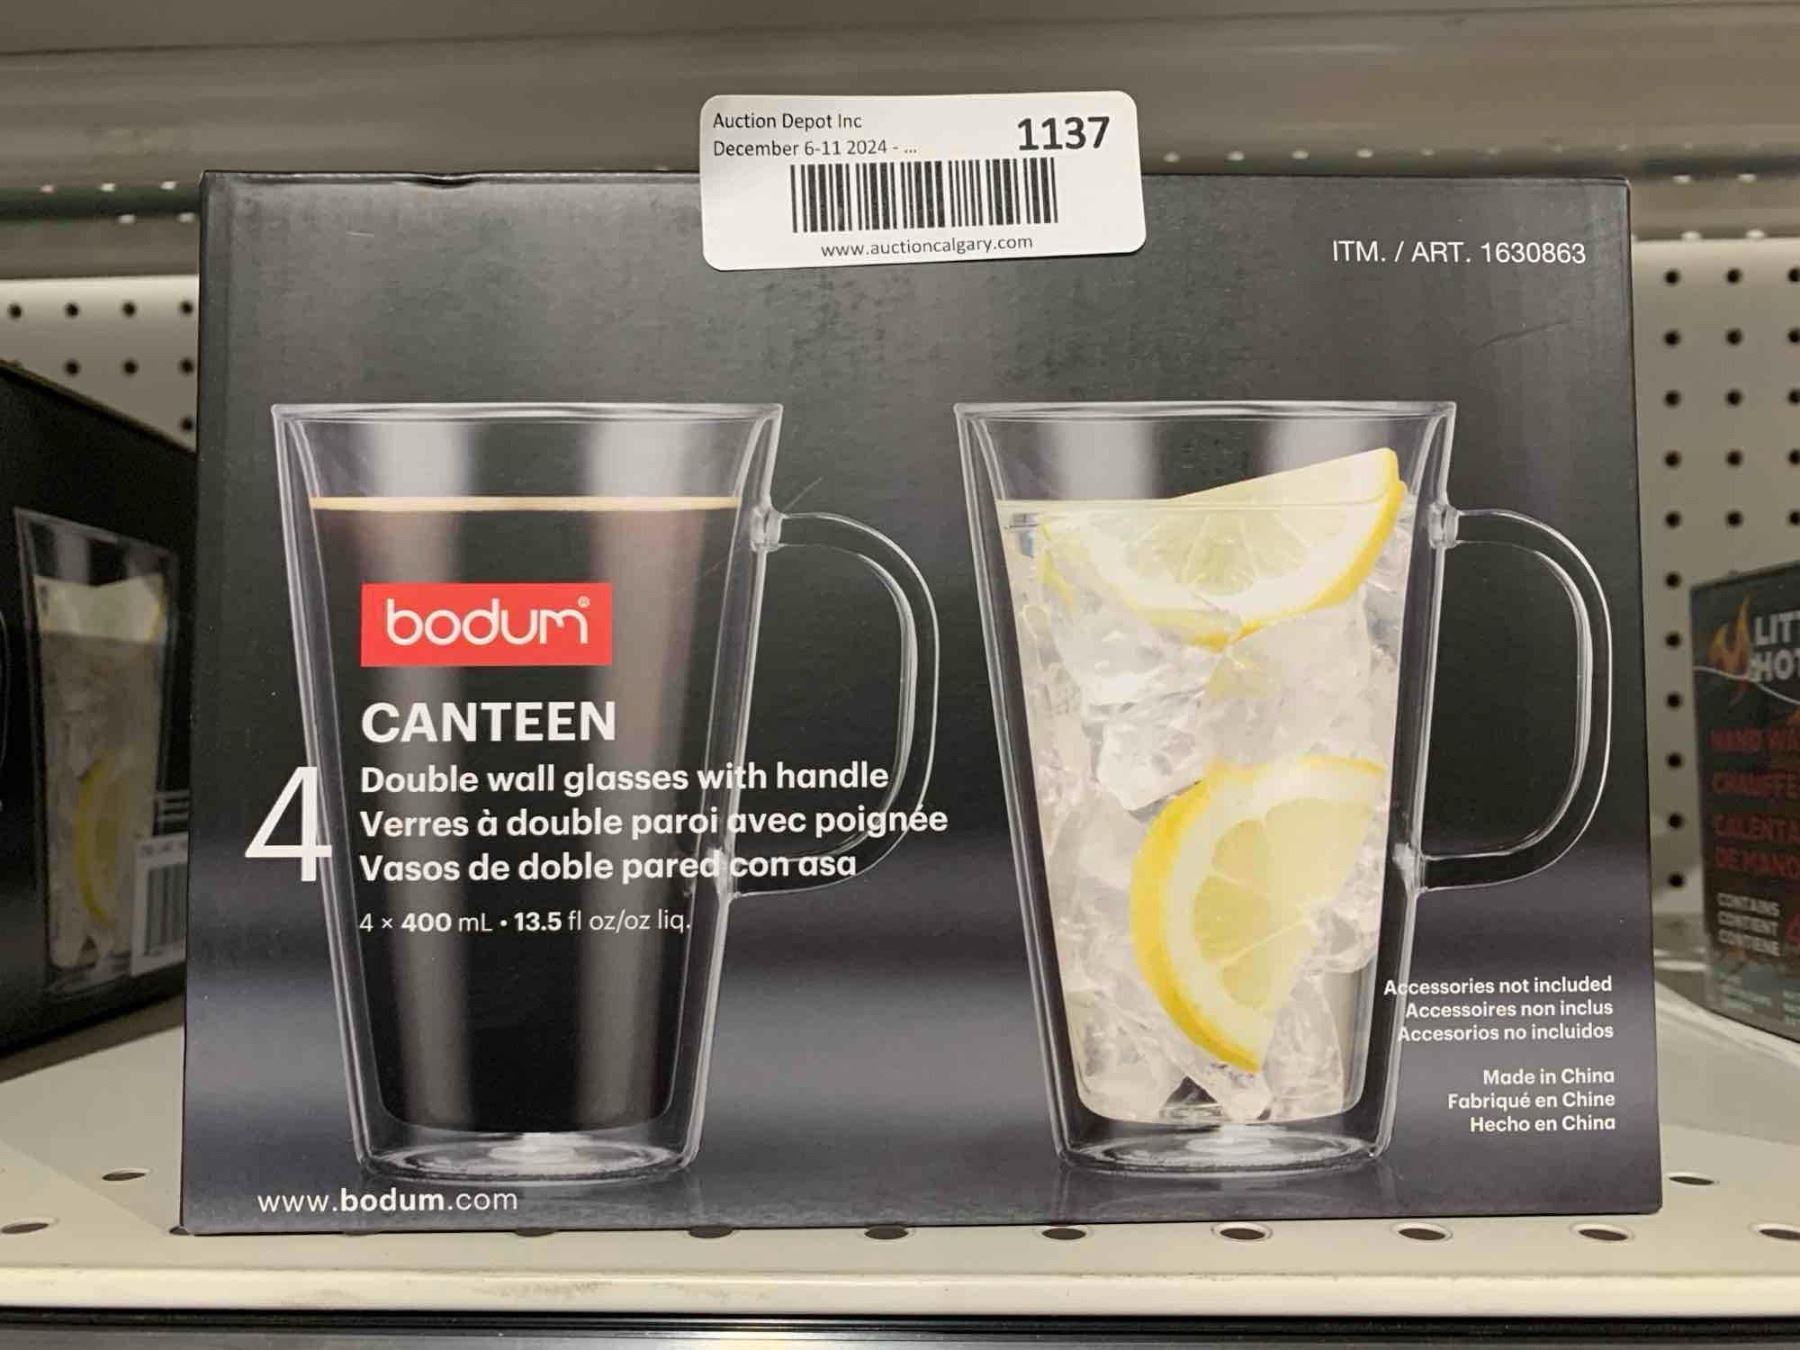 Auction Depot Inc
1137
December 6-11 2024 - ...
www.auctioncalgary.com
ITM. / ART. 1630863
bodum®
CANTEEN
4
Double wall glasses with handle
Verres à double paroi avec poignée
Vasos de doble pared con asa
4 × 400 mL • 13.5 fl oz/oz liq.
Accessories not included
Accessoires non inclus
Accesorios no incluidos
Made in China
Fabriqué en Chine
Hecho en China
www.bodum.com
CONTAINS
CONTIENT
CONTIENE